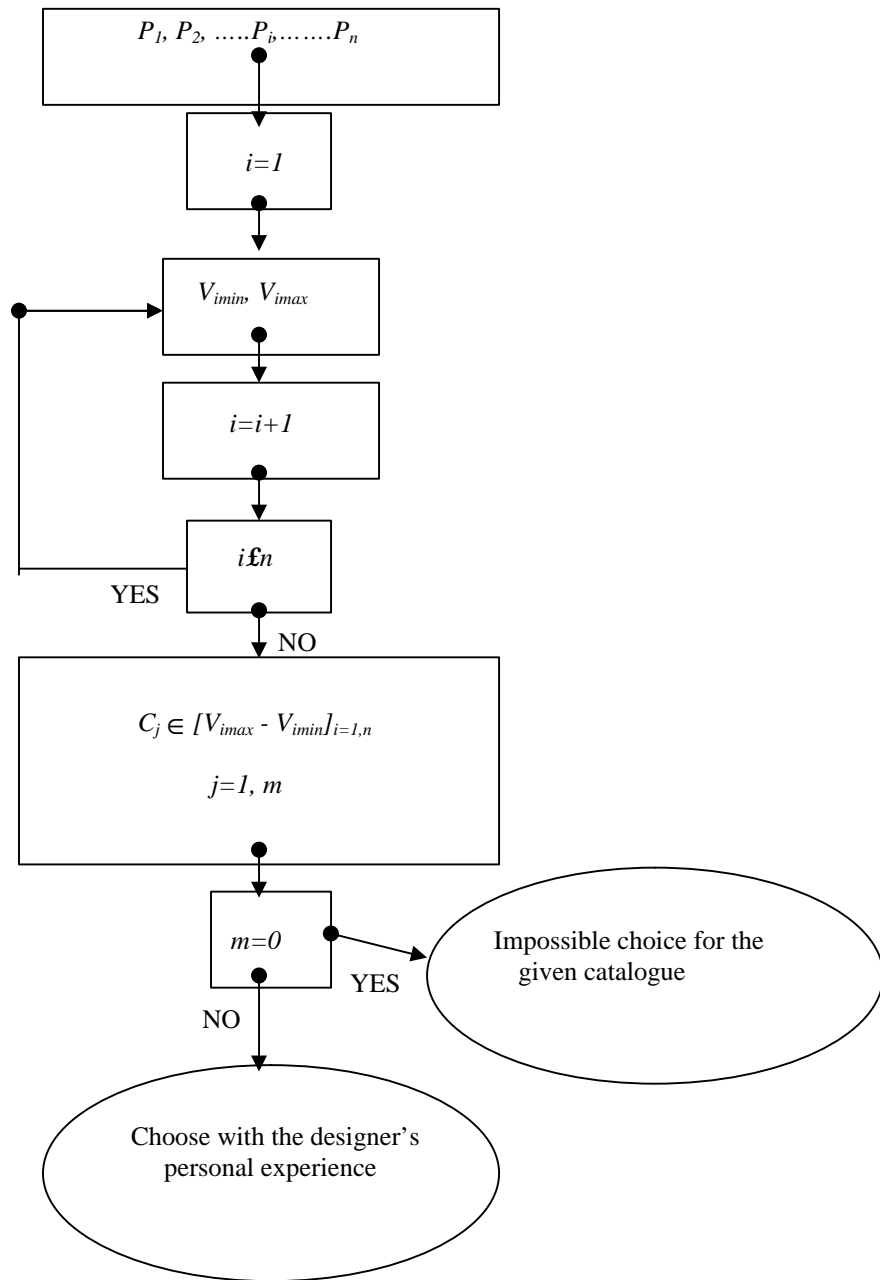 P1, P2, .....Pi,.......Pn
i=1
Vimin, Vimax
i=i+1
i£n
YES
NO
Cj ∈ [Vimax - Vimin]i=1,n
j=1, m
m=0
YES
NO
Impossible choice for the
given catalogue
Choose with the designer’s
personal experience